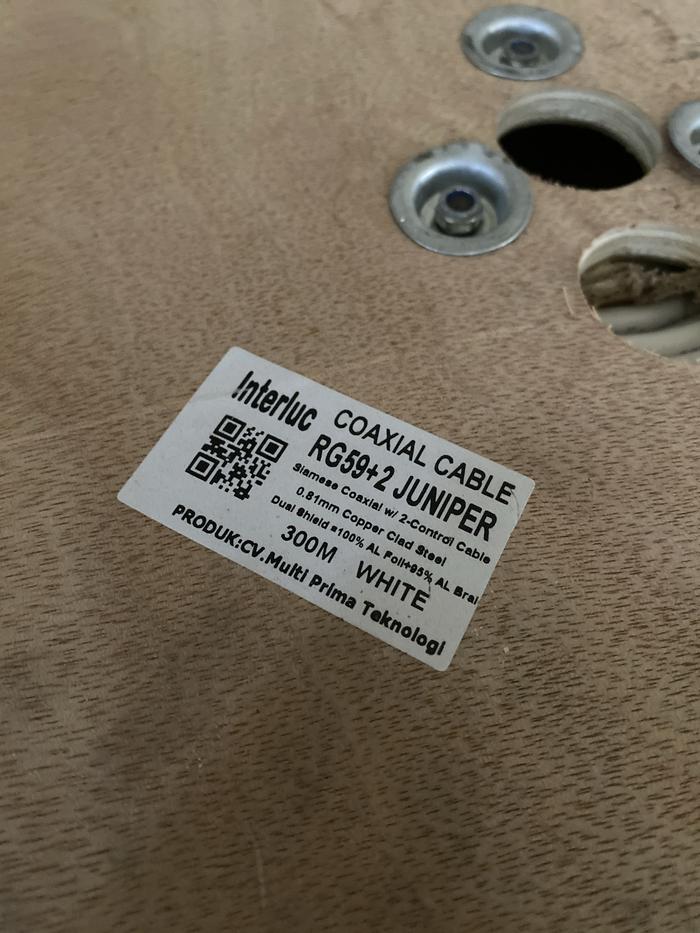 Interluc
COAXIAL CABLE
RG59+2 JUNIPER
Siamese Coaxial w/ 2-Control Cable
0.81mm Copper Clad Steel
Dual Shield =100% AL Foil+95% AL Brai
300M WHITE
PRODUK:CV.Multi Prima Teknologi